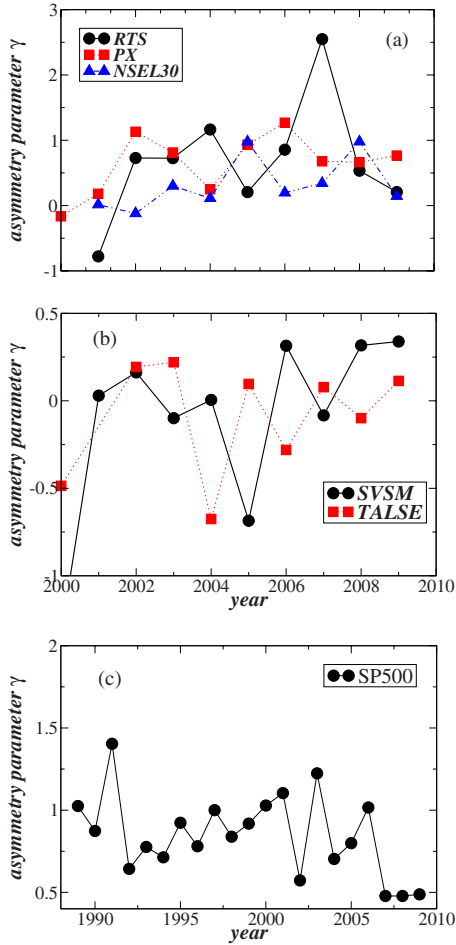 3
2
1
0
-1
asymmetry parameter γ
RTS
PX
NSEL30
(a)
0.5
0
-0.5
-1
asymmetry parameter γ
(b)
SVSM
TALSE
2000 2002 2004 2006 2008 2010
year
2
1.5
1
0.5
asymmetry parameter γ
(c)
SP500
1990 1995 2000 2005 2010
year